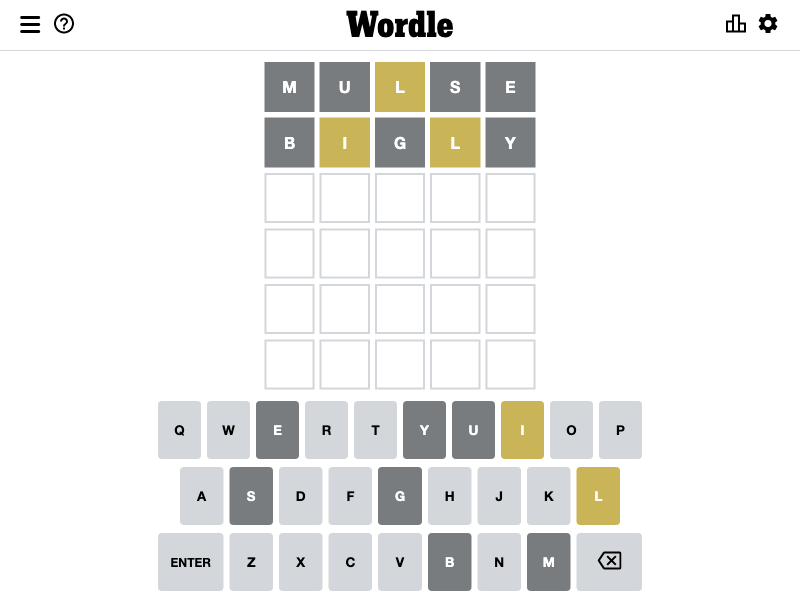 Wordle
M U L S E
B I G L Y
Q W E R T Y U I O P
A S D F G H J K L
ENTER Z X C V B N M